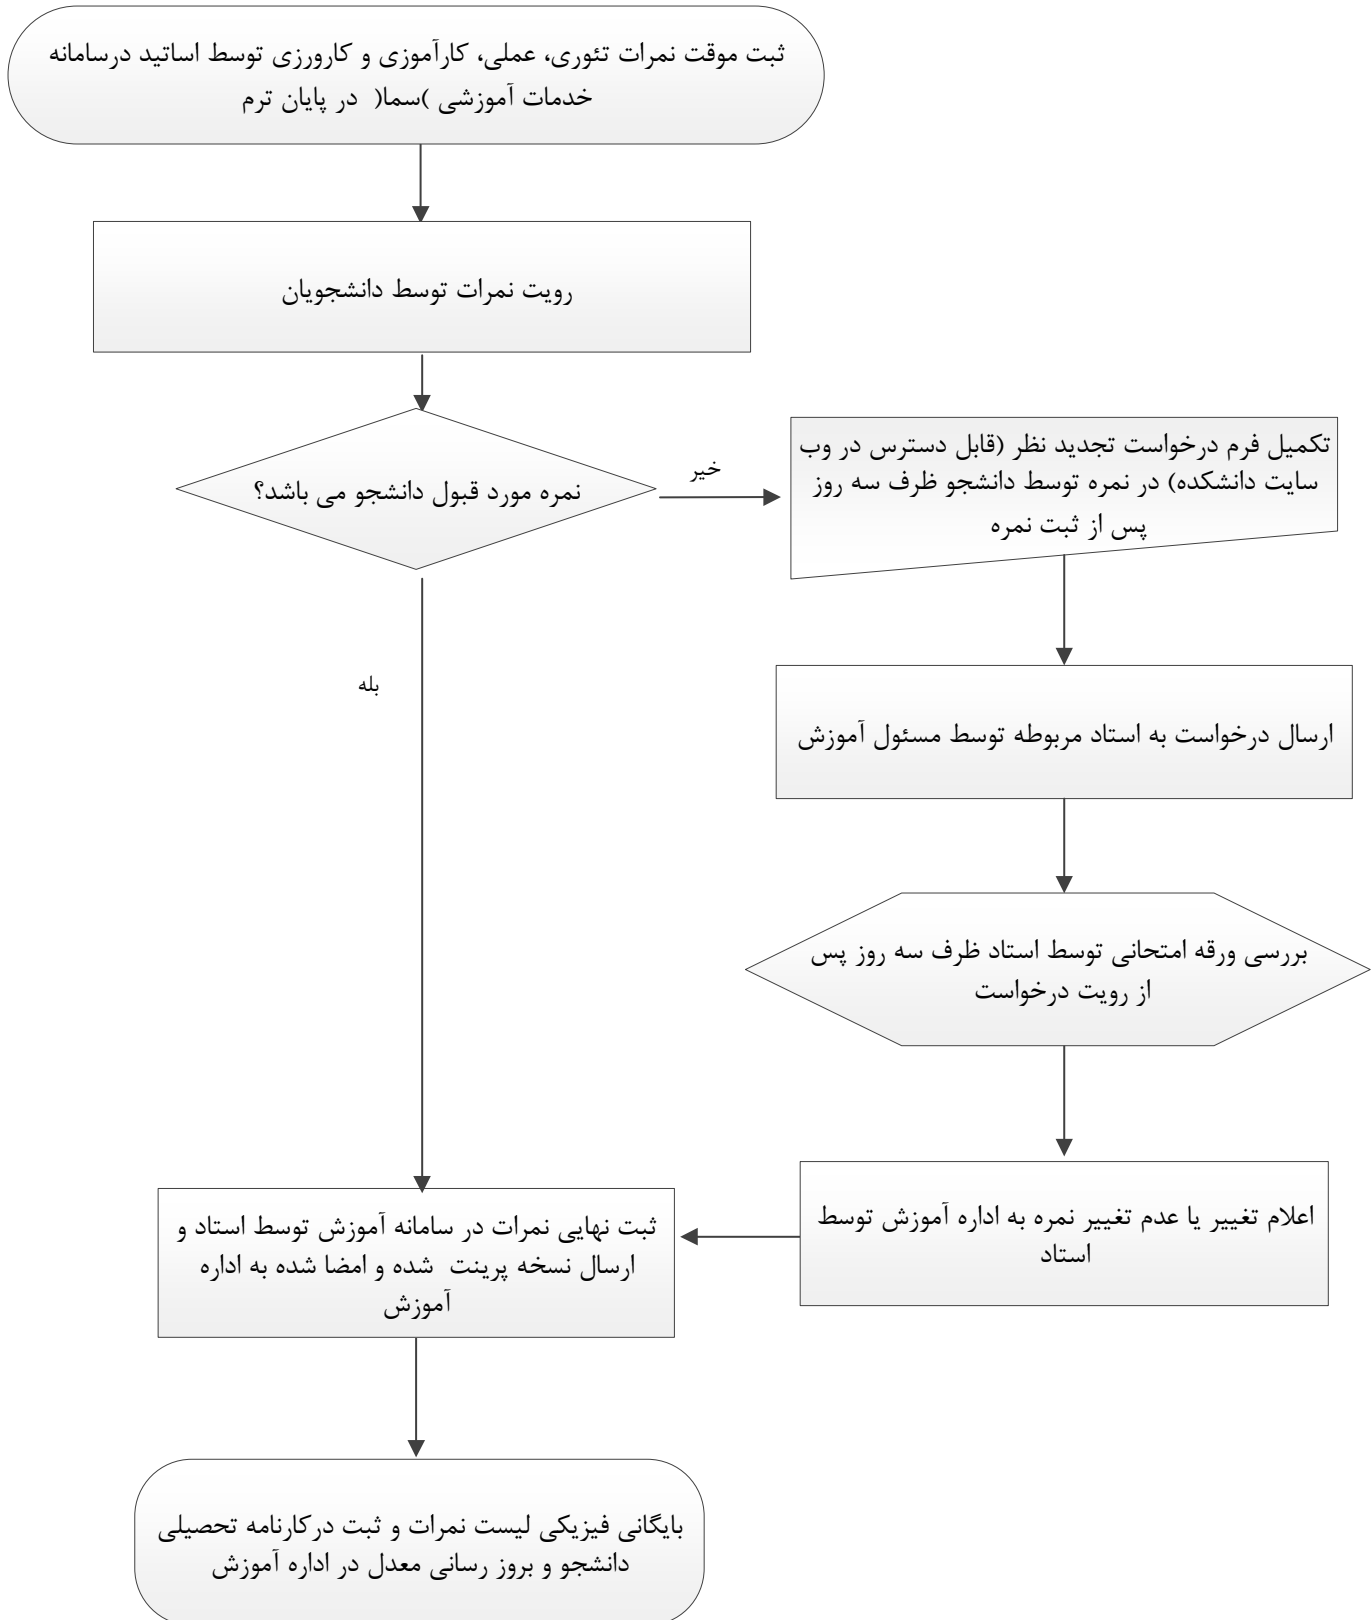 ثبت موقت نمرات تئوری، عملی، کارآموزی و کارورزی توسط اساتید درسامانه
خدمات آموزشی )سما(  در پایان ترم
رویت نمرات توسط دانشجویان
نمره مورد قبول دانشجو می باشد؟
خیر
تکمیل فرم درخواست تجدید نظر (قابل دسترس در وب
سایت دانشکده) در نمره توسط دانشجو ظرف سه روز
پس از ثبت نمره
ارسال درخواست به استاد مربوطه توسط مسئول آموزش
بله
بررسی ورقه امتحانی توسط استاد ظرف سه روز پس
از رویت درخواست
اعلام تغییر یا عدم تغییر نمره به اداره آموزش توسط
استاد
ثبت نهایی نمرات در سامانه آموزش توسط استاد و
ارسال نسخه پرینت  شده و امضا شده به اداره
آموزش
بایگانی فیزیکی لیست نمرات و ثبت درکارنامه تحصیلی
دانشجو و بروز رسانی معدل در اداره آموزش